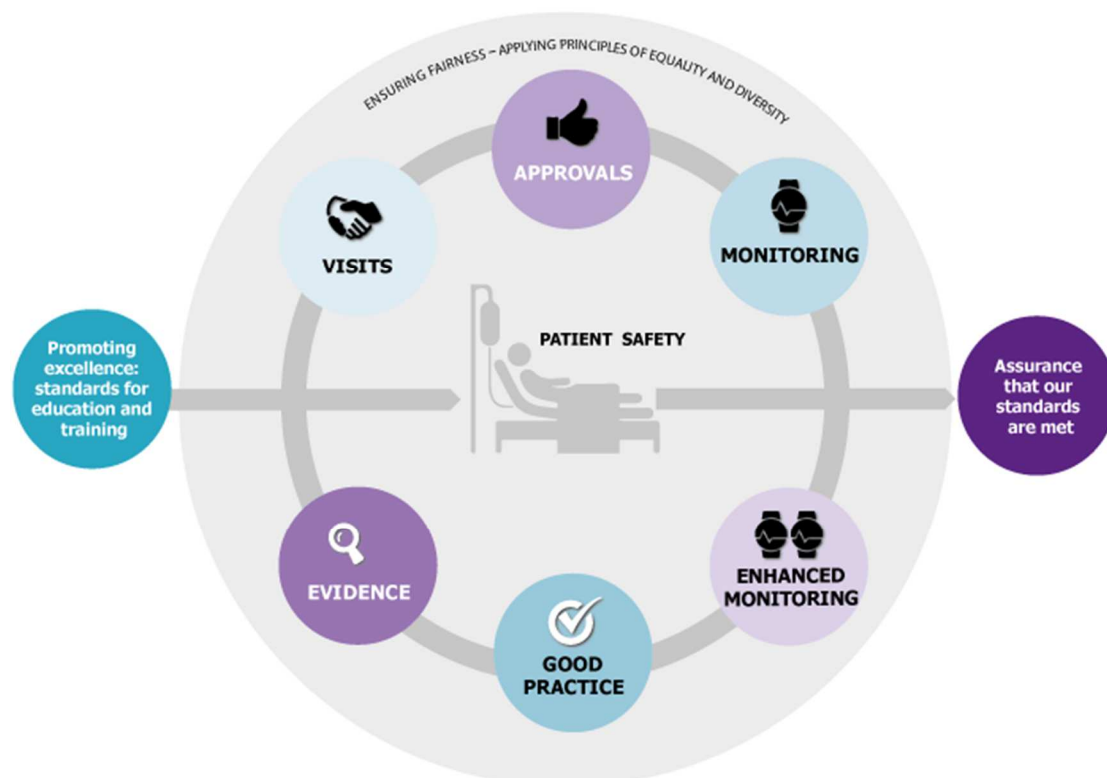 ENSURING FAIRNESS – APPLYING PRINCIPLES OF EQUALITY AND DIVERSITY
APPROVALS
VISITS
MONITORING
PATIENT SAFETY
Promoting
excellence:
standards for
education and
training
Assurance
that our
standards
are met
EVIDENCE
ENHANCED
MONITORING
GOOD
PRACTICE